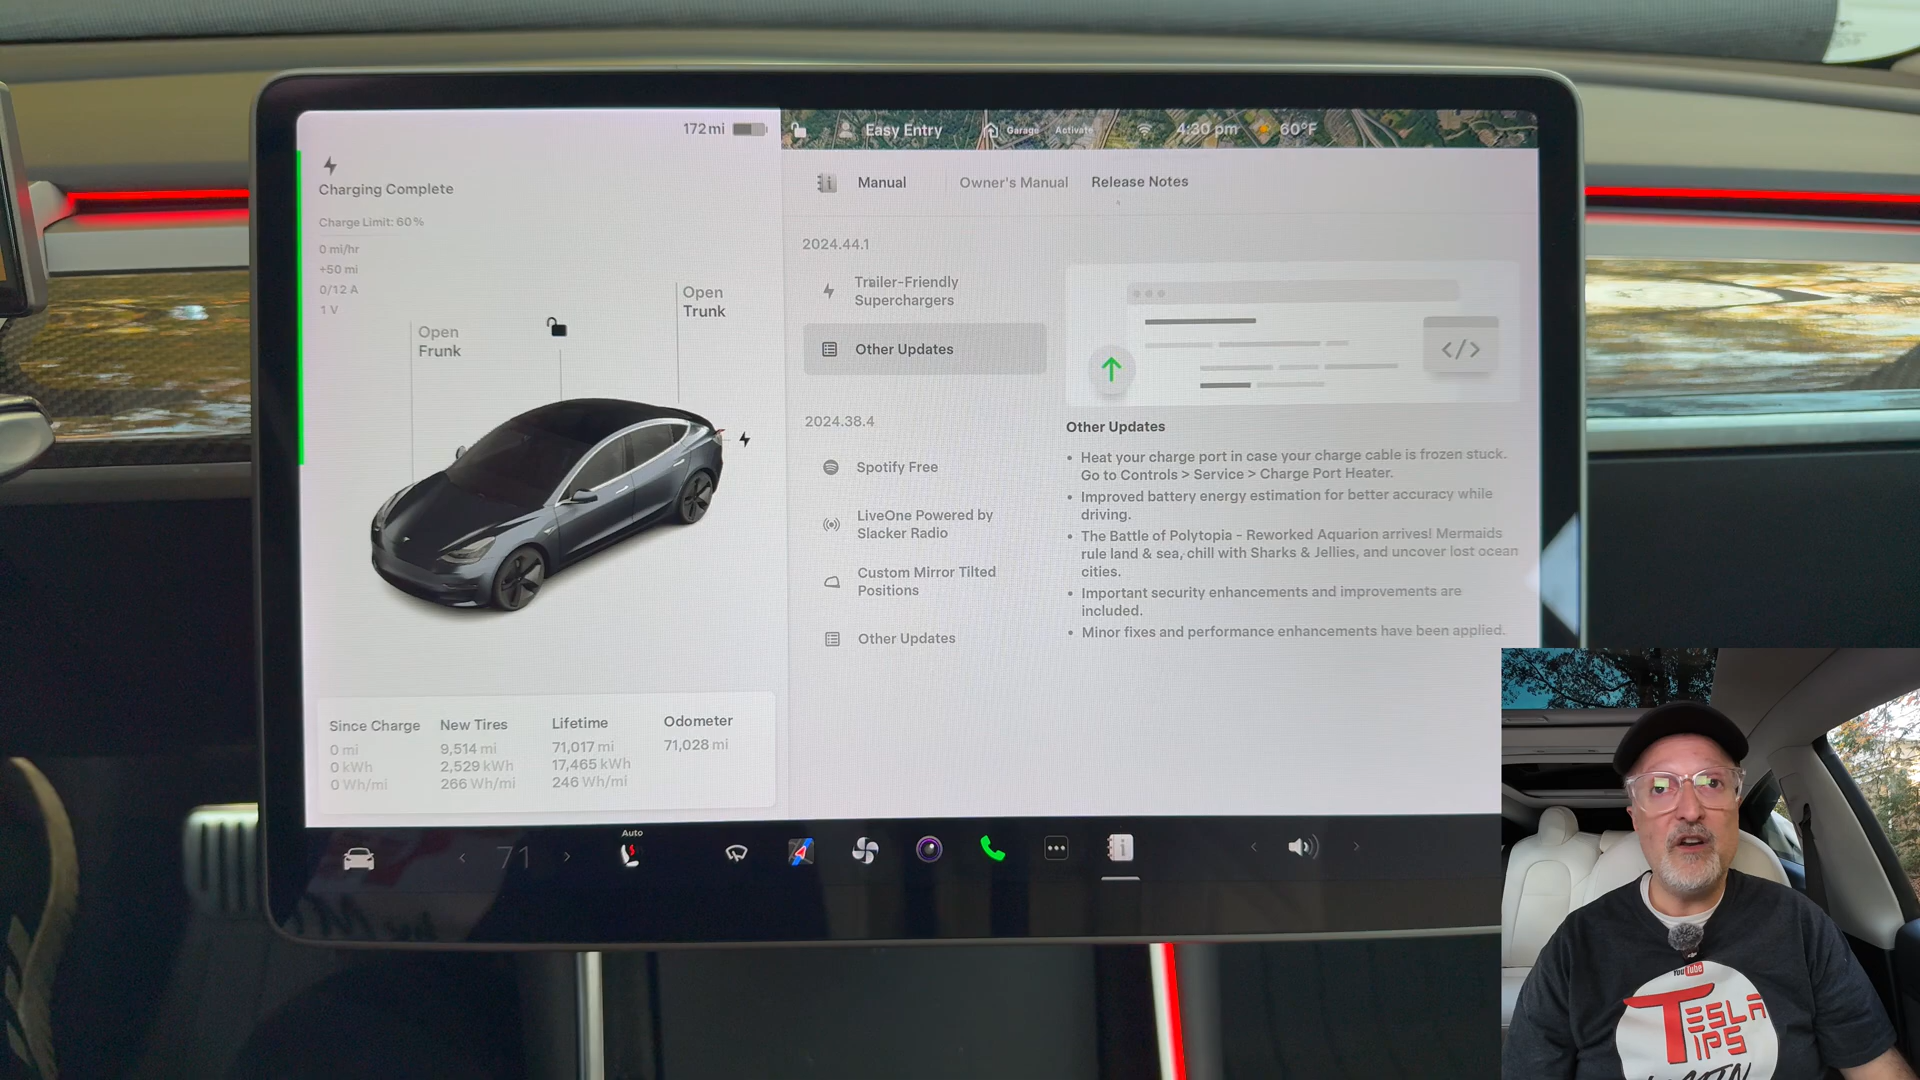 172 mi
Easy Entry
Garage
Activate
4:30 pm
60°F
Charging Complete
Charge Limit: 60%
0 mi/hr
+50 mi
0/12 A
1 V
Open
Frunk
Open
Trunk
Since Charge
0 mi
0 kWh
0 Wh/mi
New Tires
9,514 mi
2,529 kWh
266 Wh/mi
Lifetime
71,017 mi
17,465 kWh
246 Wh/mi
Odometer
71,028 mi
Manual
Owner's Manual
Release Notes
2024.44.1
Trailer-Friendly
Superchargers
Other Updates
2024.38.4
Spotify Free
LiveOne Powered by
Slacker Radio
Custom Mirror Tilted
Positions
Other Updates
</>
Other Updates
• Heat your charge port in case your charge cable is frozen stuck.
Go to Controls > Service > Charge Port Heater.
• Improved battery energy estimation for better accuracy while
driving.
• The Battle of Polytopia - Reworked Aquarion arrives! Mermaids
rule land & sea, chill with Sharks & Jellies, and uncover lost ocean
cities.
• Important security enhancements and improvements are
included.
• Minor fixes and performance enhancements have been applied.
71
Auto
YouTube
TESLA
TIPS